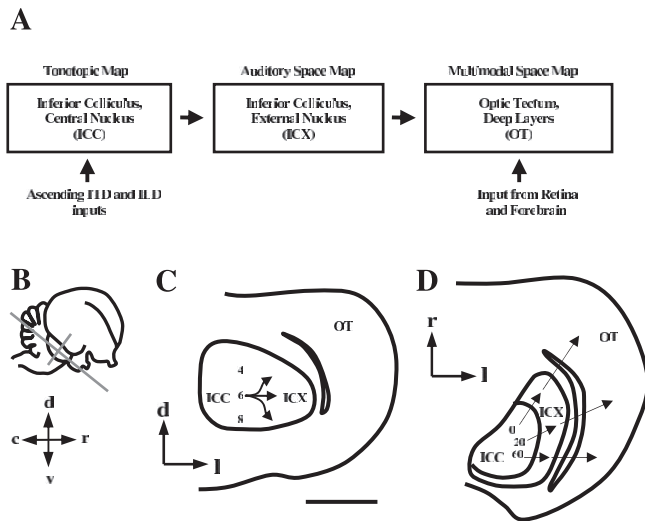 A
Tonotopic Map
Auditory Space Map
Multimodal Space Map
Inferior Colliculus,
Central Nucleus
(ICC)
Inferior Colliculus,
External Nucleus
(ICX)
Optic Tectum,
Deep Layers
(OT)
Ascending ITD and ILD
inputs
Input from Retina
and Forebrain
B
d
c
r
v
C
OT
4
ICC
6
ICX
8
d
l
D
r
l
OT
ICX
0
20
ICC
60